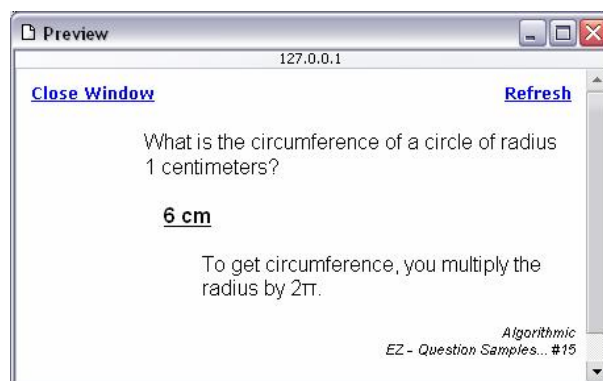 Preview
127.0.0.1
Close Window Refresh
What is the circumference of a circle of radius
1 centimeters?
6 cm
To get circumference, you multiply the
radius by 2π.
Algorithmic
EZ - Question Samples... #15